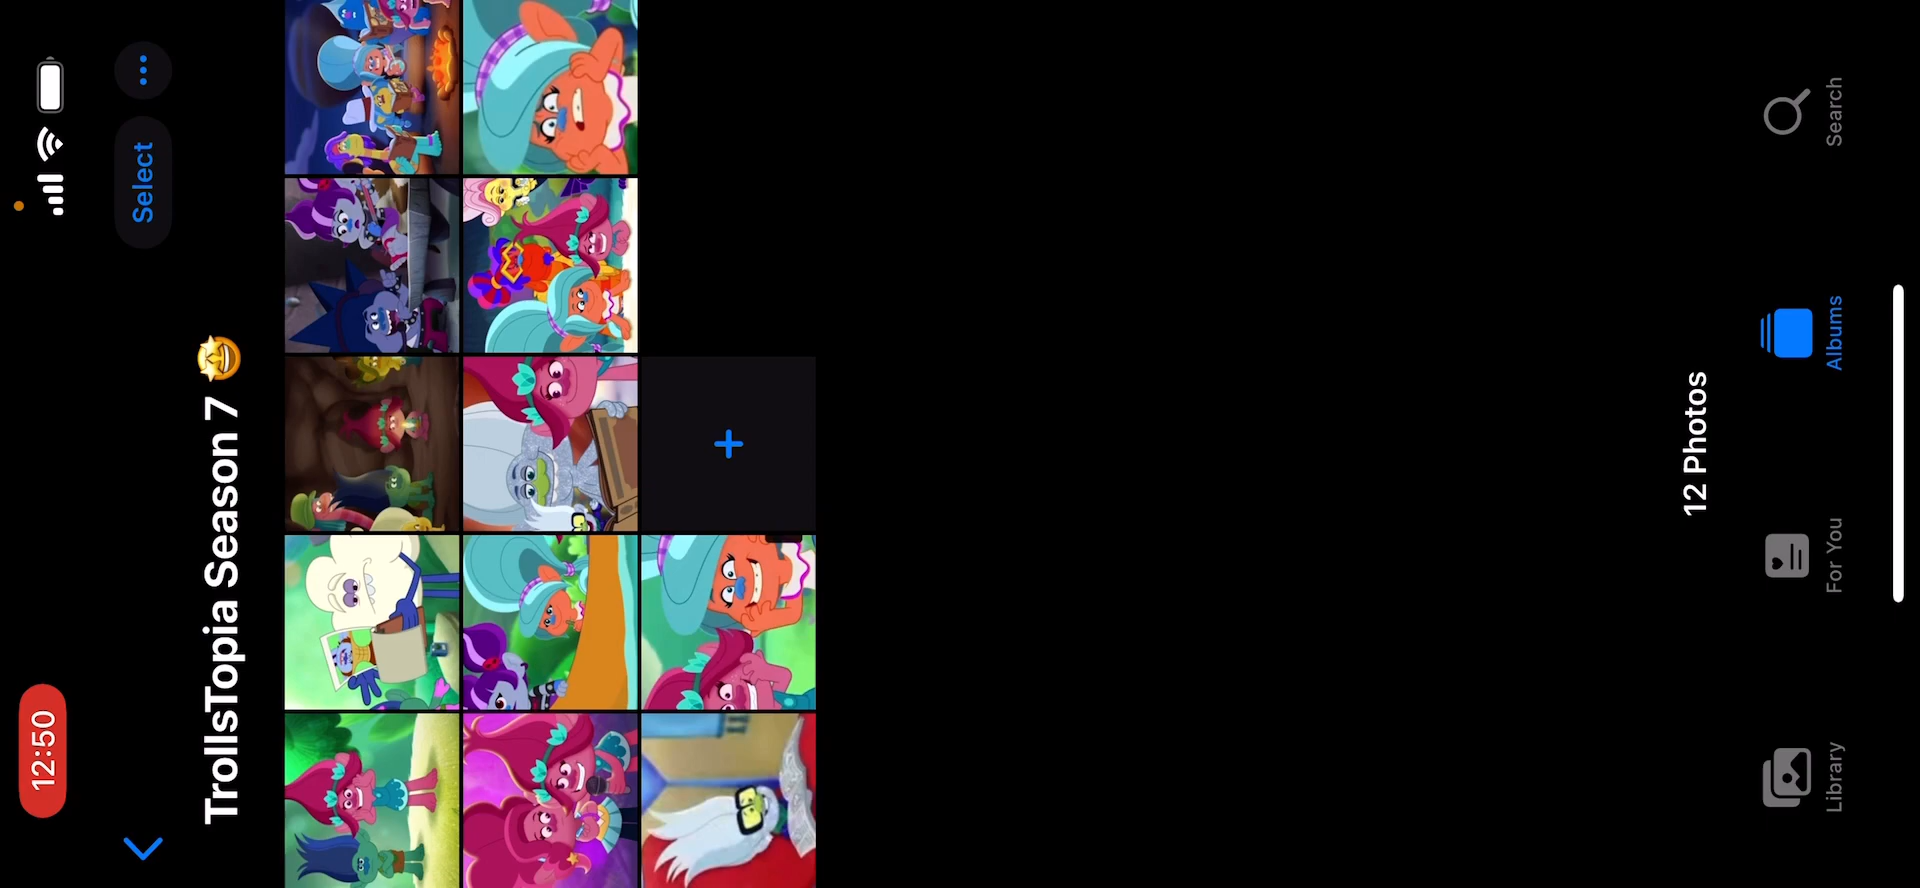 12:50
Select
TrollsTopia Season 7 🤩
12 Photos
Library
For You
Albums
Search